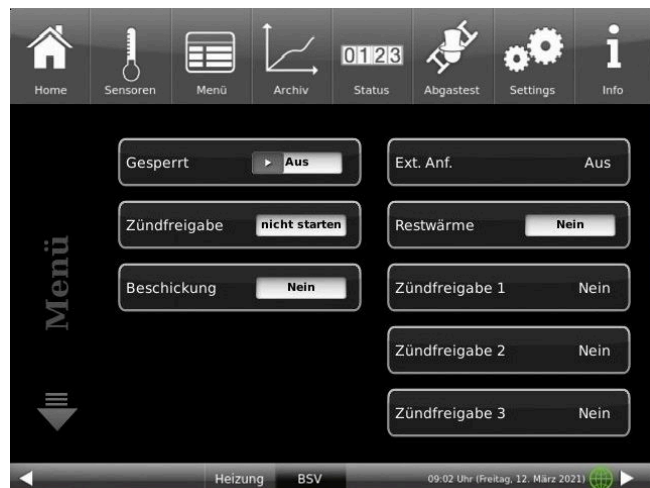 0123
Home Sensoren Menü Archiv Status Abgastest Settings Info
Menü
Gesperrt Aus
Zündfreigabe nicht starten
Beschickung Nein
Ext. Anf. Aus
Restwärme Nein
Zündfreigabe 1 Nein
Zündfreigabe 2 Nein
Zündfreigabe 3 Nein
Heizung BSV 09:02 Uhr (Freitag, 12. März 2021)